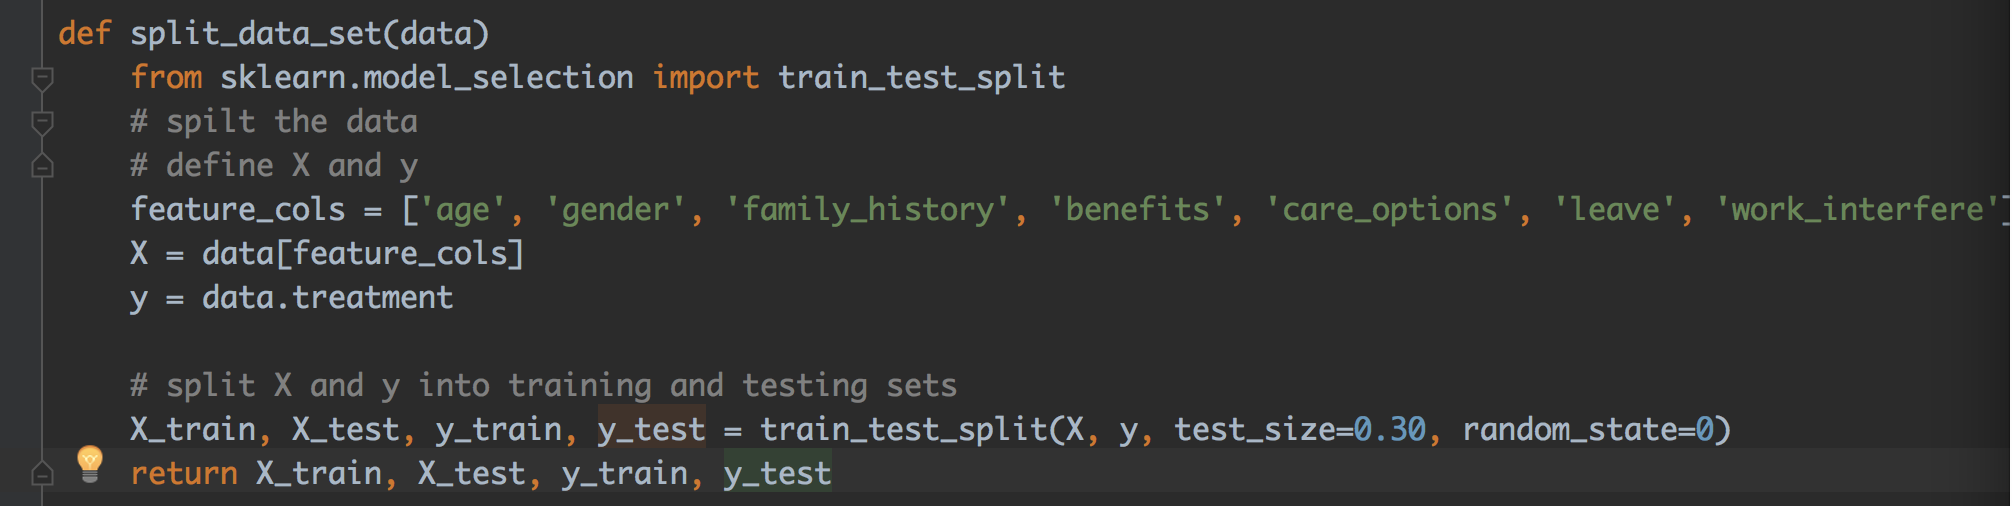 def split_data_set(data)
from sklearn.model_selection import train_test_split
# spilt the data
# define X and y
feature_cols = ['age', 'gender', 'family_history', 'benefits', 'care_options', 'leave', 'work_interfere']
X = data[feature_cols]
y = data.treatment
# split X and y into training and testing sets
X_train, X_test, y_train, y_test = train_test_split(X, y, test_size=0.30, random_state=0)
return X_train, X_test, y_train, y_test